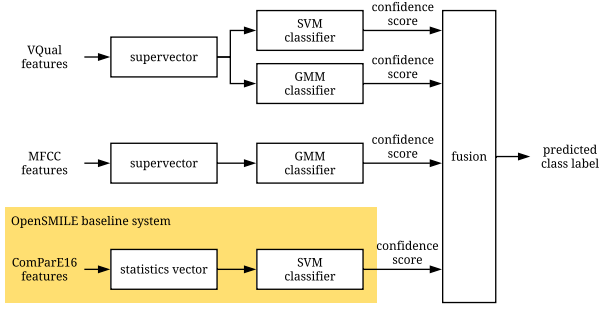 VQual
features
supervector
SVM
classifier
confidence
score
GMM
classifier
confidence
score
MFCC
features
supervector
GMM
classifier
confidence
score
fusion
predicted
class label
OpenSMILE baseline system
ComParE16
features
statistics vector
SVM
classifier
confidence
score